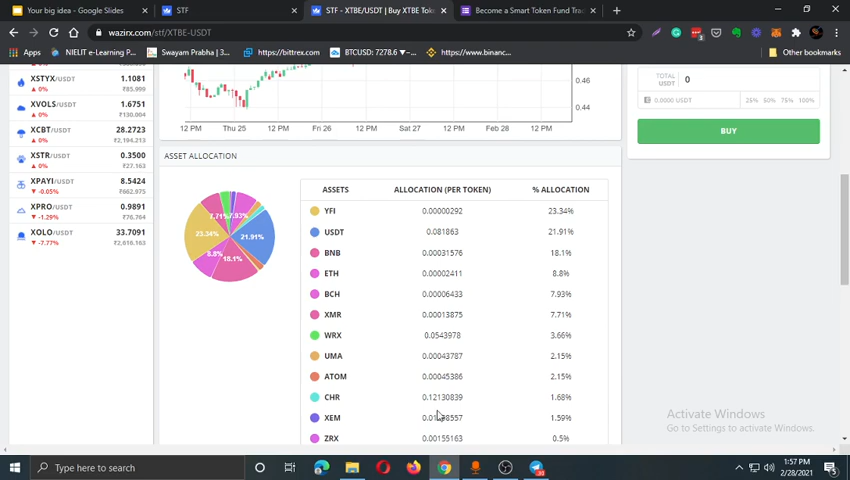 Your big idea - Google Slides
STF
STF - XTBE/USDT | Buy XTBE Tok
Become a Smart Token Fund Trad
wazirx.com/stf/XTBE-USDT
Apps
NIELIT e-Learning P...
Swayam Prabha | 3...
https://bittrex.com
BTCUSD: 7278.6 ▼−...
https://www.binanc...
Other bookmarks
XSTYX/USDT 1.1081
▲ 0% ₹85.999
XVOLS/USDT 1.6751
▲ 0% ₹130.004
XCBT/USDT 28.2723
▲ 0% ₹2,194.213
XSTR/USDT 0.3500
▲ 0% ₹27.163
XPAYI/USDT 8.5424
▼ -0.05% ₹662.975
XPRO/USDT 0.9891
▼ -1.29% ₹76.764
XOLO/USDT 33.7091
▼ -7.77% ₹2,616.163
0.46
0.44
12 PM Thu 25 12 PM Fri 26 12 PM Sat 27 12 PM Feb 28 12 PM
TOTAL
USDT
0
0.0000 USDT
25% 50% 75% 100%
BUY
ASSET ALLOCATION
7.71%
7.93%
23.34%
21.91%
8.8%
18.1%
ASSETS ALLOCATION (PER TOKEN) % ALLOCATION
YFI 0.00000292 23.34%
USDT 0.081863 21.91%
BNB 0.00031576 18.1%
ETH 0.00002411 8.8%
BCH 0.00006433 7.93%
XMR 0.00013875 7.71%
WRX 0.0543978 3.66%
UMA 0.00043787 2.15%
ATOM 0.00045386 2.15%
CHR 0.12130839 1.68%
XEM 1.59%
ZRX 0.00155163 0.5%
Activate Windows
Go to Settings to activate Windows.
Type here to search
1:57 PM
2/28/2021